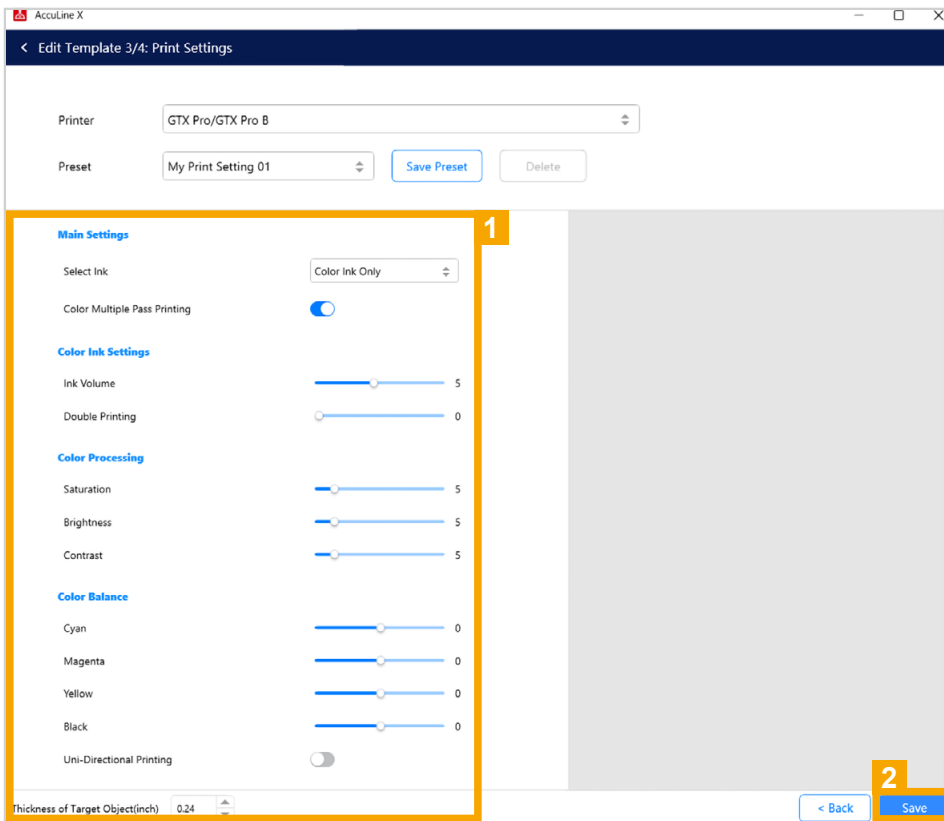 AccuLine X
< Edit Template 3/4: Print Settings
Printer GTX Pro/GTX Pro B
Preset My Print Setting 01 Save Preset Delete
1
Main Settings
Select Ink Color Ink Only
Color Multiple Pass Printing
Color Ink Settings
Ink Volume 5
Double Printing 0
Color Processing
Saturation 5
Brightness 5
Contrast 5
Color Balance
Cyan 0
Magenta 0
Yellow 0
Black 0
Uni-Directional Printing
2
Thickness of Target Object(inch) 0.24 < Back Save